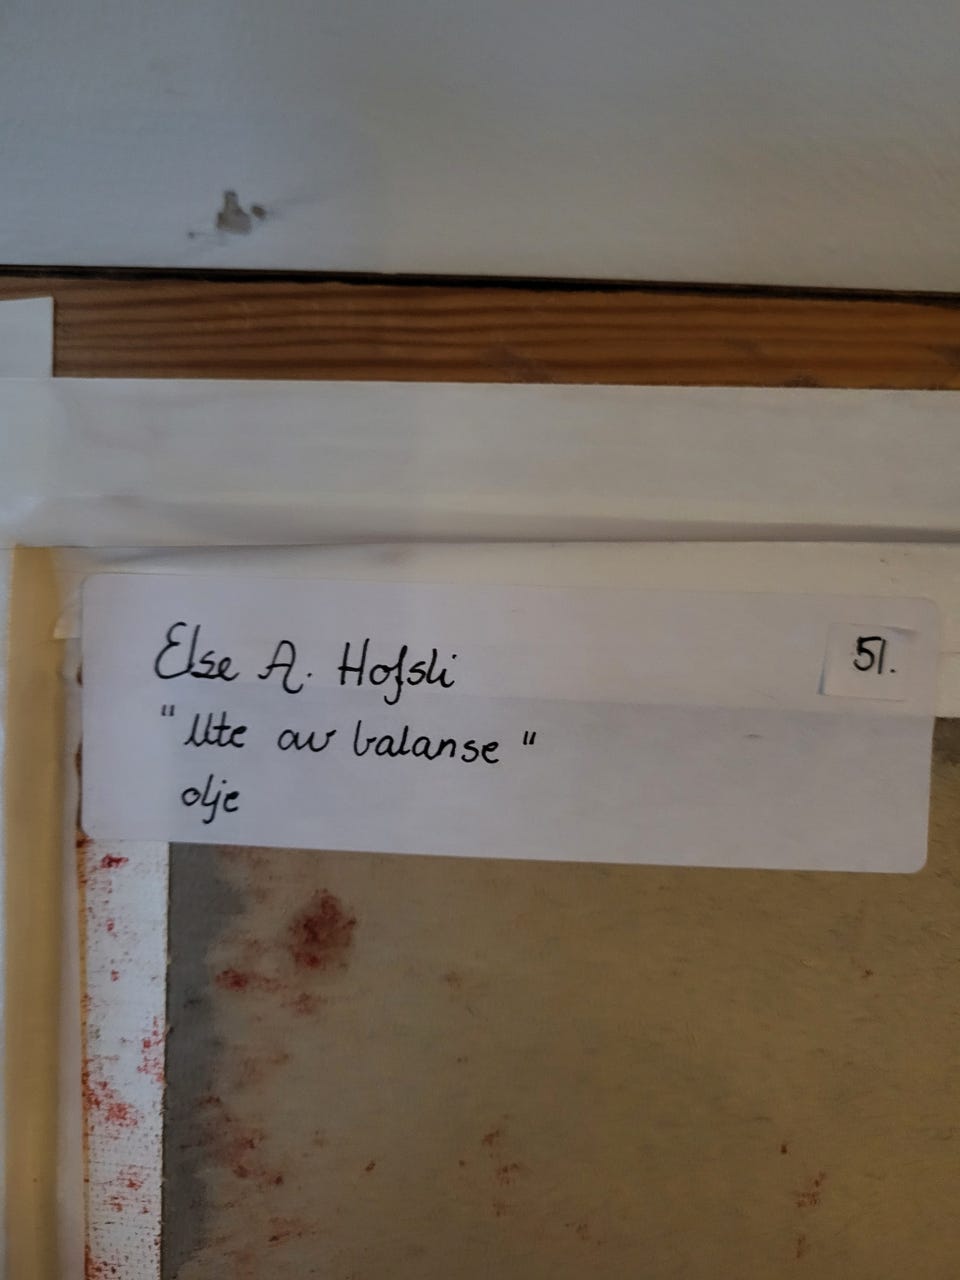 Else A. Hofsli
51.
"Ute av balanse"
olje